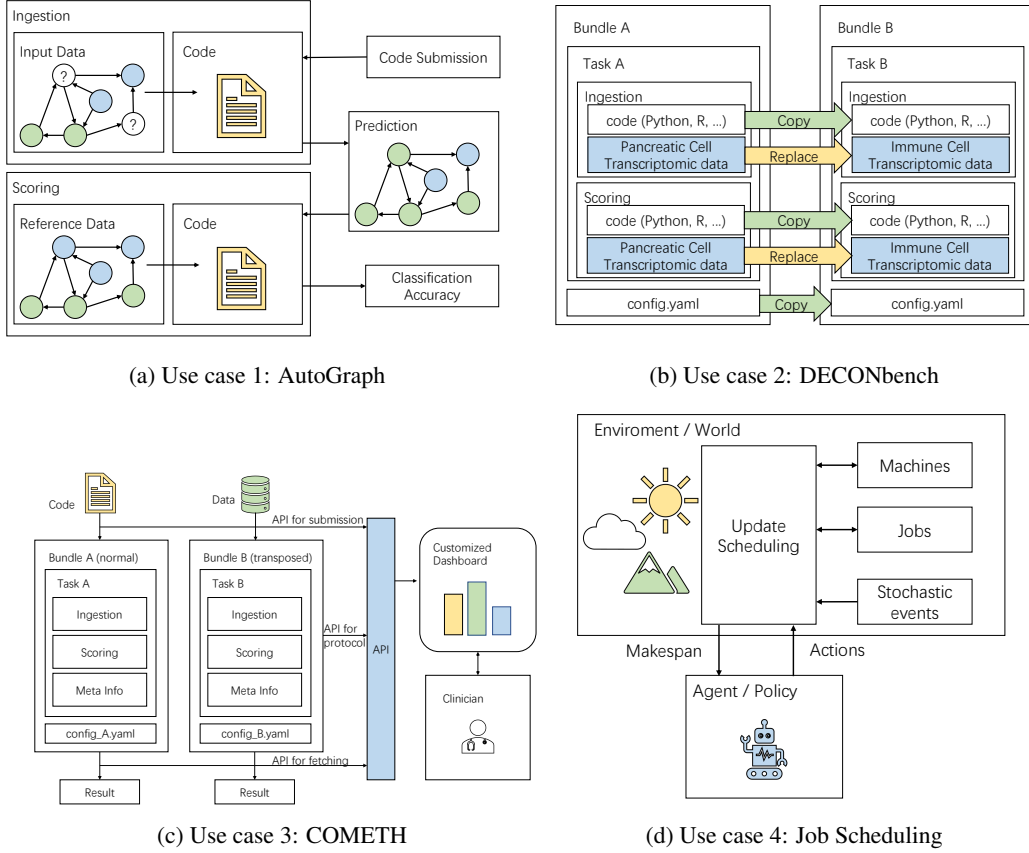 Ingestion
Input Data
?
?
Code
Code Submission
Prediction
Scoring
Reference Data
Code
Classification
Accuracy
(a) Use case 1: AutoGraph
Bundle A
Task A
Ingestion
code (Python, R, ...)
Pancreatic Cell
Transcriptomic data
Scoring
code (Python, R, ...)
Pancreatic Cell
Transcriptomic data
config.yaml
Copy
Replace
Copy
Replace
Copy
Bundle B
Task B
Ingestion
code (Python, R, ...)
Immune Cell
Transcriptomic data
Scoring
code (Python, R, ...)
Immune Cell
Transcriptomic data
config.yaml
(b) Use case 2: DECONbench
Code
Data
API for submission
Bundle A (normal)
Task A
Ingestion
Scoring
Meta Info
config_A.yaml
Result
Bundle B (transposed)
Task B
Ingestion
Scoring
Meta Info
config_B.yaml
Result
API for
protocol
API for fetching
API
Customized
Dashboard
Clinician
(c) Use case 3: COMETH
Enviroment / World
Update
Scheduling
Machines
Jobs
Stochastic
events
Makespan
Actions
Agent / Policy
(d) Use case 4: Job Scheduling